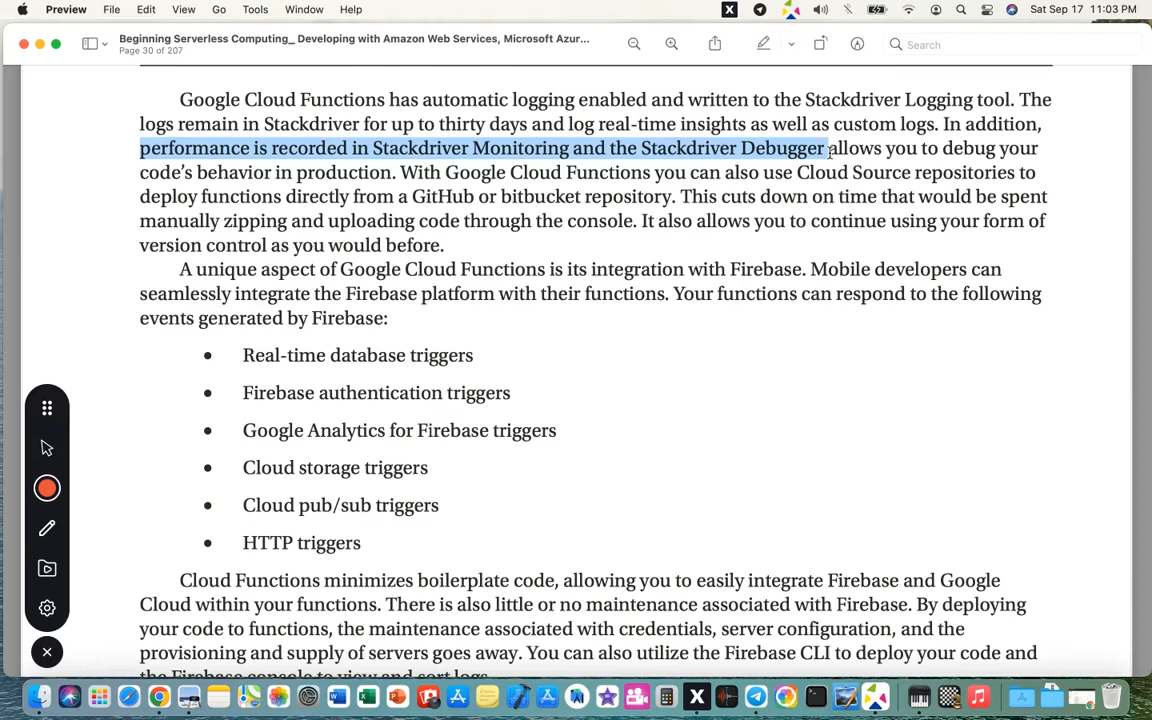 Preview File Edit View Go Tools Window Help Sat Sep 17 11:03 PM
Beginning Serverless Computing_ Developing with Amazon Web Services, Microsoft Azur...
Page 30 of 207
Search
Google Cloud Functions has automatic logging enabled and written to the Stackdriver Logging tool. The
logs remain in Stackdriver for up to thirty days and log real-time insights as well as custom logs. In addition,
performance is recorded in Stackdriver Monitoring and the Stackdriver Debugger allows you to debug your
code’s behavior in production. With Google Cloud Functions you can also use Cloud Source repositories to
deploy functions directly from a GitHub or bitbucket repository. This cuts down on time that would be spent
manually zipping and uploading code through the console. It also allows you to continue using your form of
version control as you would before.
A unique aspect of Google Cloud Functions is its integration with Firebase. Mobile developers can
seamlessly integrate the Firebase platform with their functions. Your functions can respond to the following
events generated by Firebase:
• Real-time database triggers
• Firebase authentication triggers
• Google Analytics for Firebase triggers
• Cloud storage triggers
• Cloud pub/sub triggers
• HTTP triggers
Cloud Functions minimizes boilerplate code, allowing you to easily integrate Firebase and Google
Cloud within your functions. There is also little or no maintenance associated with Firebase. By deploying
your code to functions, the maintenance associated with credentials, server configuration, and the
provisioning and supply of servers goes away. You can also utilize the Firebase CLI to deploy your code and
the Firebase console to view and sort logs.